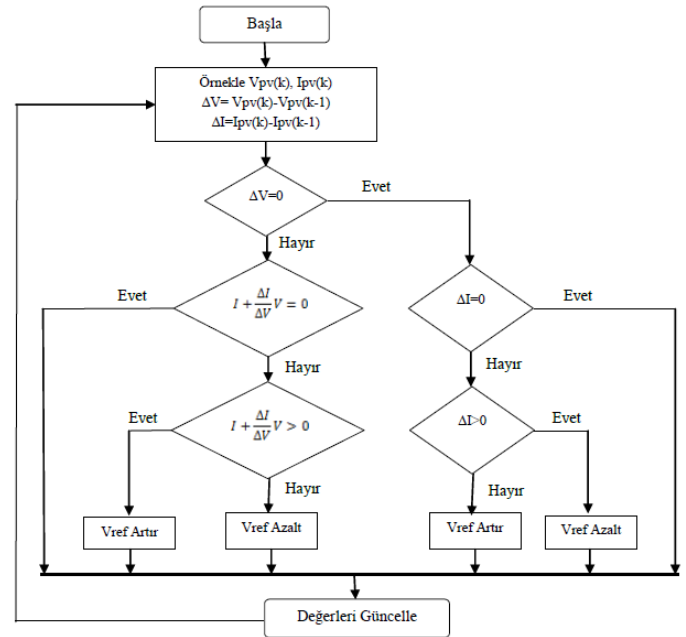 Başla
Örnekle Vpv(k), Ipv(k)
ΔV= Vpv(k)-Vpv(k-1)
ΔI=Ipv(k)-Ipv(k-1)
ΔV=0
Evet
Hayır
Evet
I + ΔI/ΔV V = 0
ΔI=0
Evet
Hayır
Hayır
Evet
I + ΔI/ΔV V > 0
ΔI>0
Evet
Hayır
Hayır
Vref Artır
Vref Azalt
Vref Artır
Vref Azalt
Değerleri Güncelle